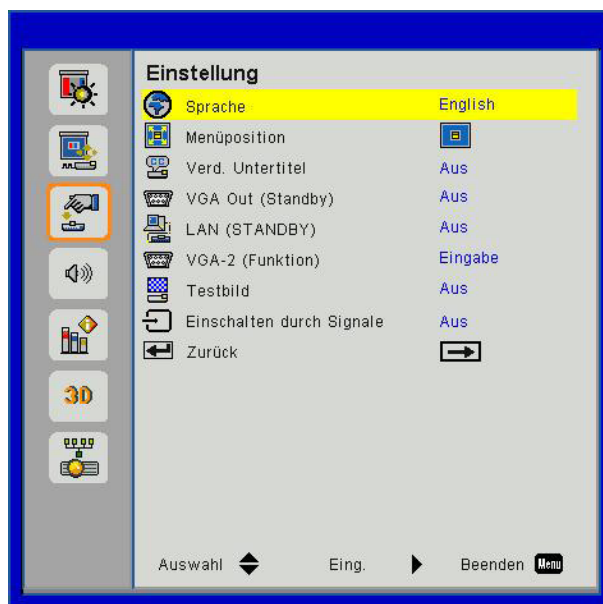 Einstellung
Sprache English
Menüposition
Verd. Untertitel Aus
VGA Out (Standby) Aus
LAN (STANDBY) Aus
VGA-2 (Funktion) Eingabe
Testbild Aus
Einschalten durch Signale Aus
Zurück
3D
Auswahl Eing. Beenden Menu